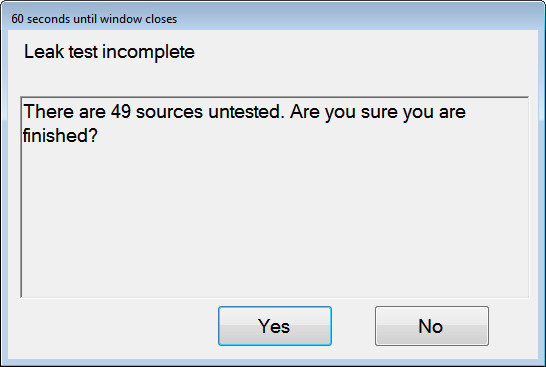 60 seconds until window closes
Leak test incomplete
There are 49 sources untested. Are you sure you are
finished?
Yes
No